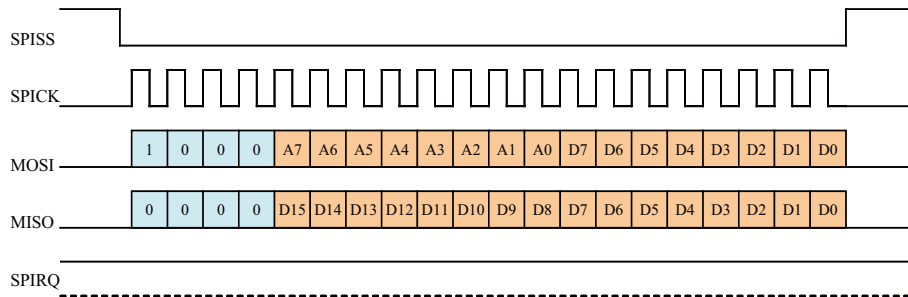 SPISS
SPICK
MOSI 1 0 0 0 A7 A6 A5 A4 A3 A2 A1 A0 D7 D6 D5 D4 D3 D2 D1 D0
MISO 0 0 0 0 D15 D14 D13 D12 D11 D10 D9 D8 D7 D6 D5 D4 D3 D2 D1 D0
SPIRQ